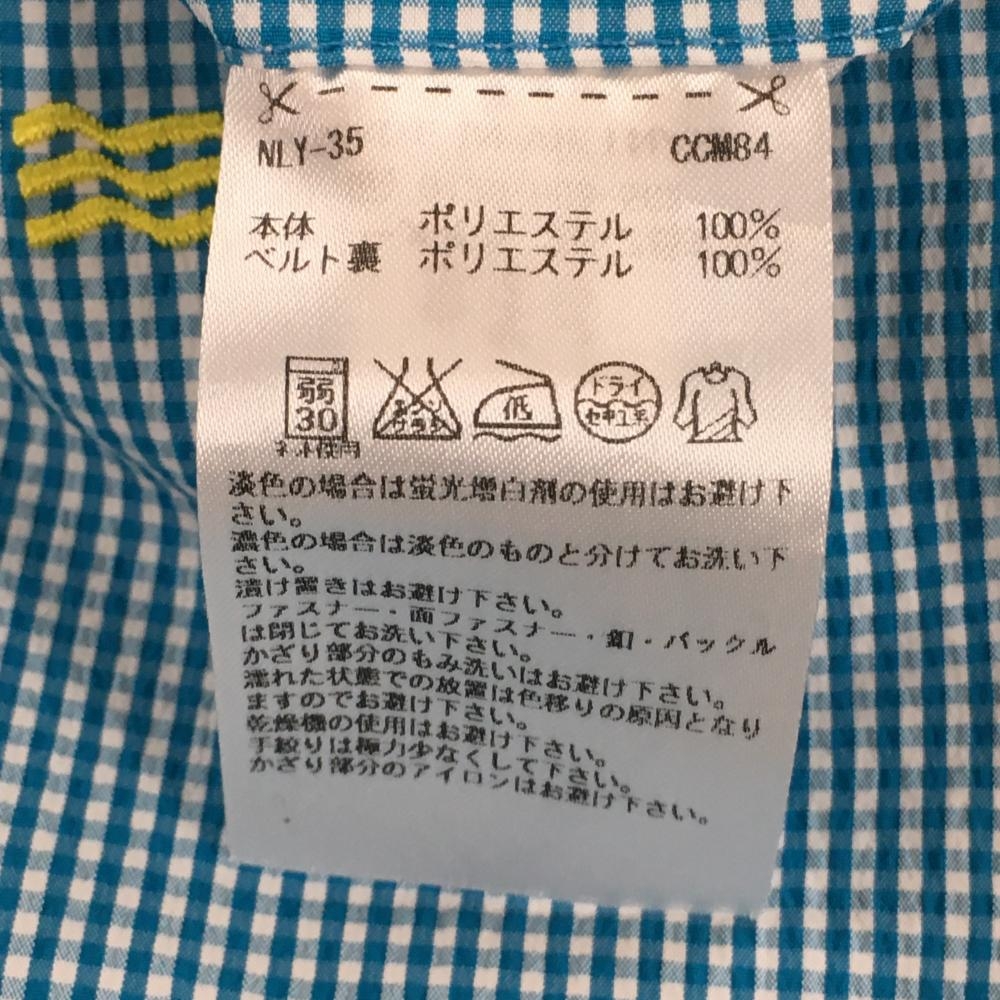 NLY-35 CCM84
本体 ポリエステル 100%
ベルト裏 ポリエステル 100%
弱
30
ネット使用
エンソ
サラシ
低
ドライ
セキユ系
淡色の場合は蛍光増白剤の使用はお避け下
さい。
濃色の場合は淡色のものと分けてお洗い下
さい。
漬け置きはお避け下さい。
ファスナー・面ファスナー・釦・バックル
は閉じてお洗い下さい。
かざり部分のもみ洗いはお避け下さい。
濡れた状態での放置は色移りの原因となり
ますのでお避け下さい。
乾燥機の使用はお避け下さい。
手絞りは極力少なくして下さい。
かざり部分のアイロンはお避け下さい。